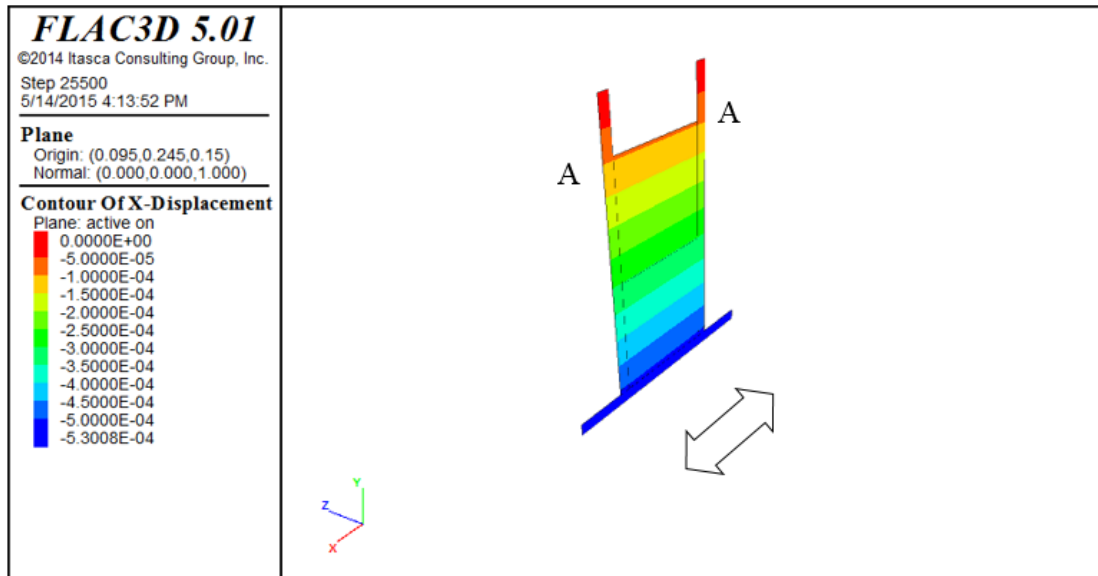 FLAC3D 5.01
©2014 Itasca Consulting Group, Inc.
Step 25500
5/14/2015 4:13:52 PM
Plane
Origin: (0.095,0.245,0.15)
Normal: (0.000,0.000,1.000)
Contour Of X-Displacement
Plane: active on
0.0000E+00
-5.0000E-05
-1.0000E-04
-1.5000E-04
-2.0000E-04
-2.5000E-04
-3.0000E-04
-3.5000E-04
-4.0000E-04
-4.5000E-04
-5.0000E-04
-5.3008E-04
A
A
Y
Z
X